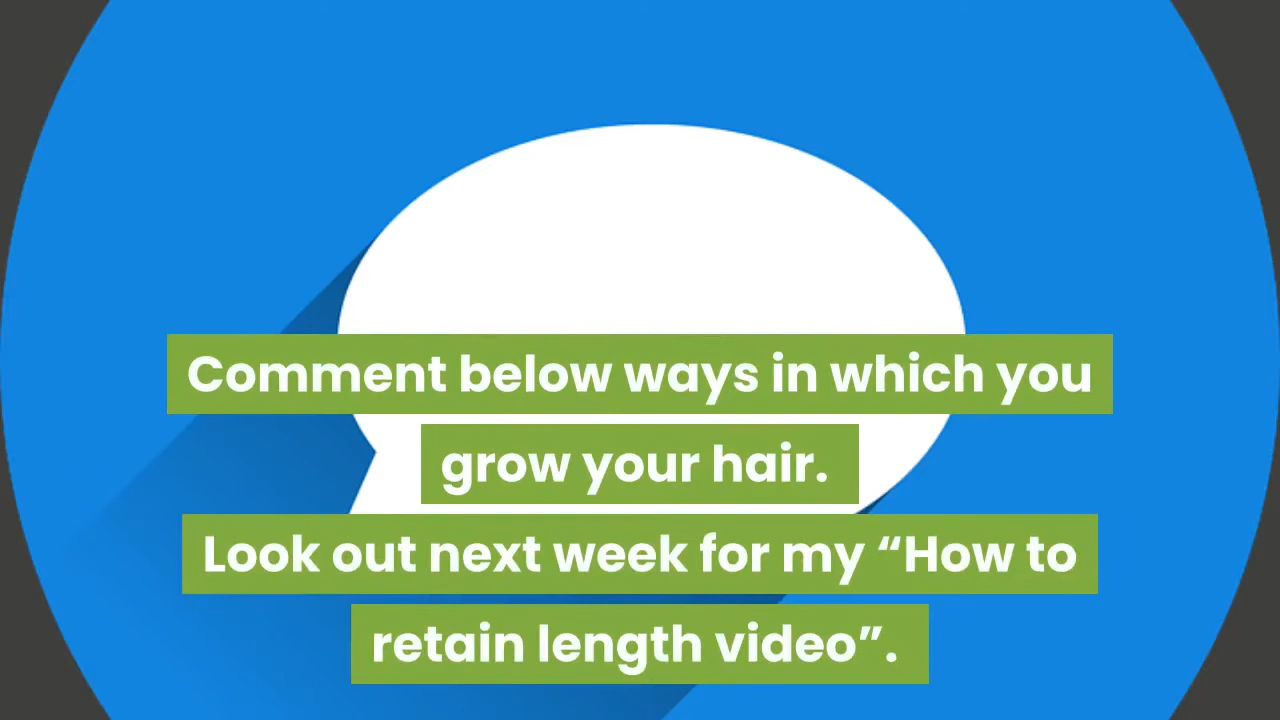 Comment below ways in which you
grow your hair.
Look out next week for my “How to
retain length video”.